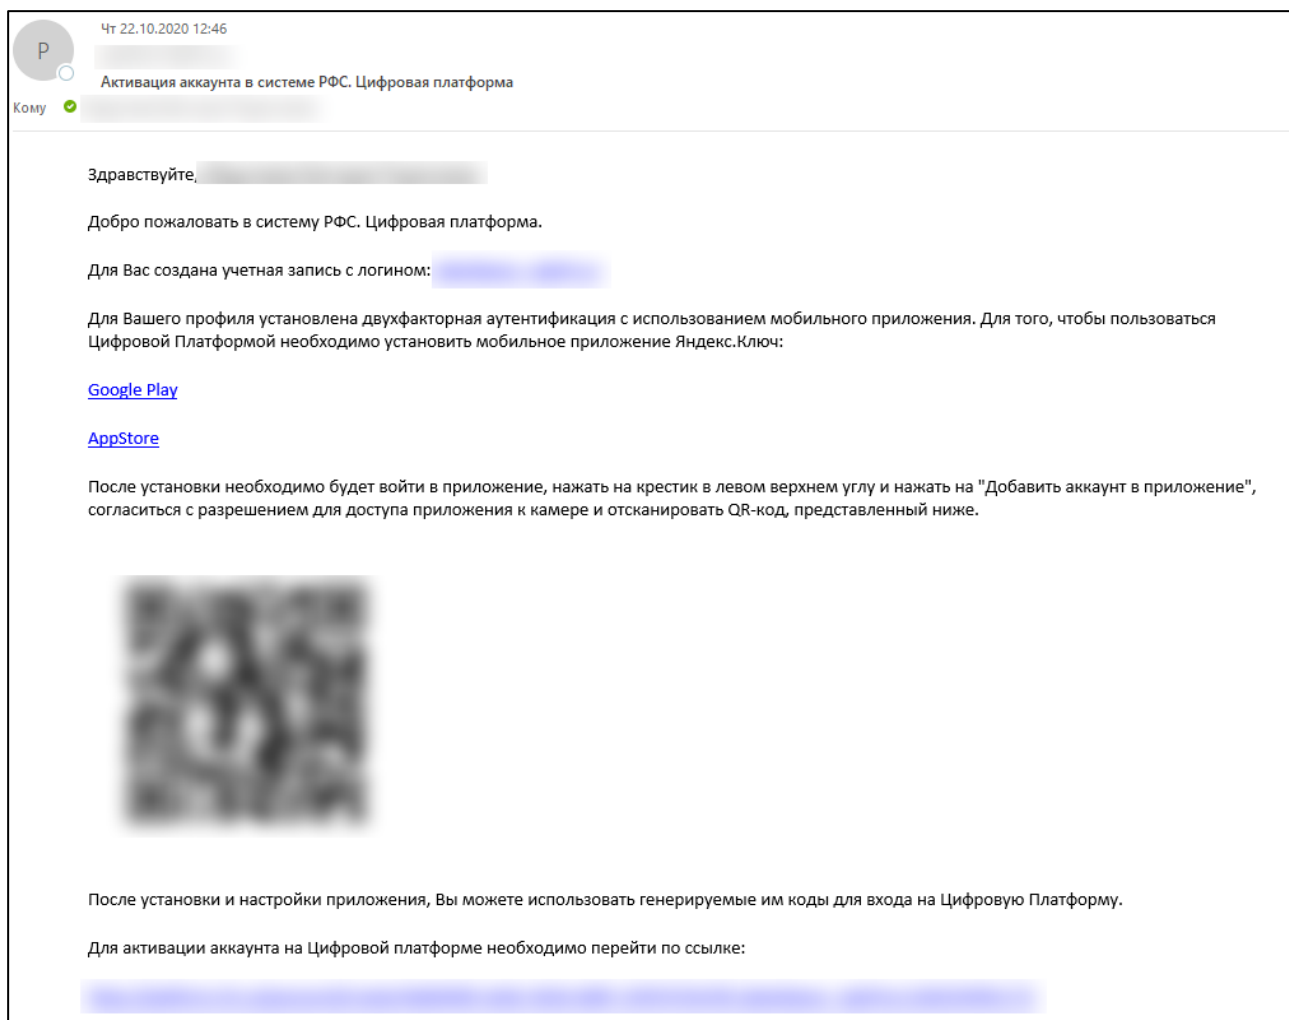 Чт 22.10.2020 12:46
Р
Активация аккаунта в системе РФС. Цифровая платформа
Кому
Здравствуйте,
Добро пожаловать в систему РФС. Цифровая платформа.
Для Вас создана учетная запись с логином:
Для Вашего профиля установлена двухфакторная аутентификация с использованием мобильного приложения. Для того, чтобы пользоваться
Цифровой Платформой необходимо установить мобильное приложение Яндекс.Ключ:
Google Play
AppStore
После установки необходимо будет войти в приложение, нажать на крестик в левом верхнем углу и нажать на "Добавить аккаунт в приложение",
согласиться с разрешением для доступа приложения к камере и отсканировать QR-код, представленный ниже.
После установки и настройки приложения, Вы можете использовать генерируемые им коды для входа на Цифровую Платформу.
Для активации аккаунта на Цифровой платформе необходимо перейти по ссылке: